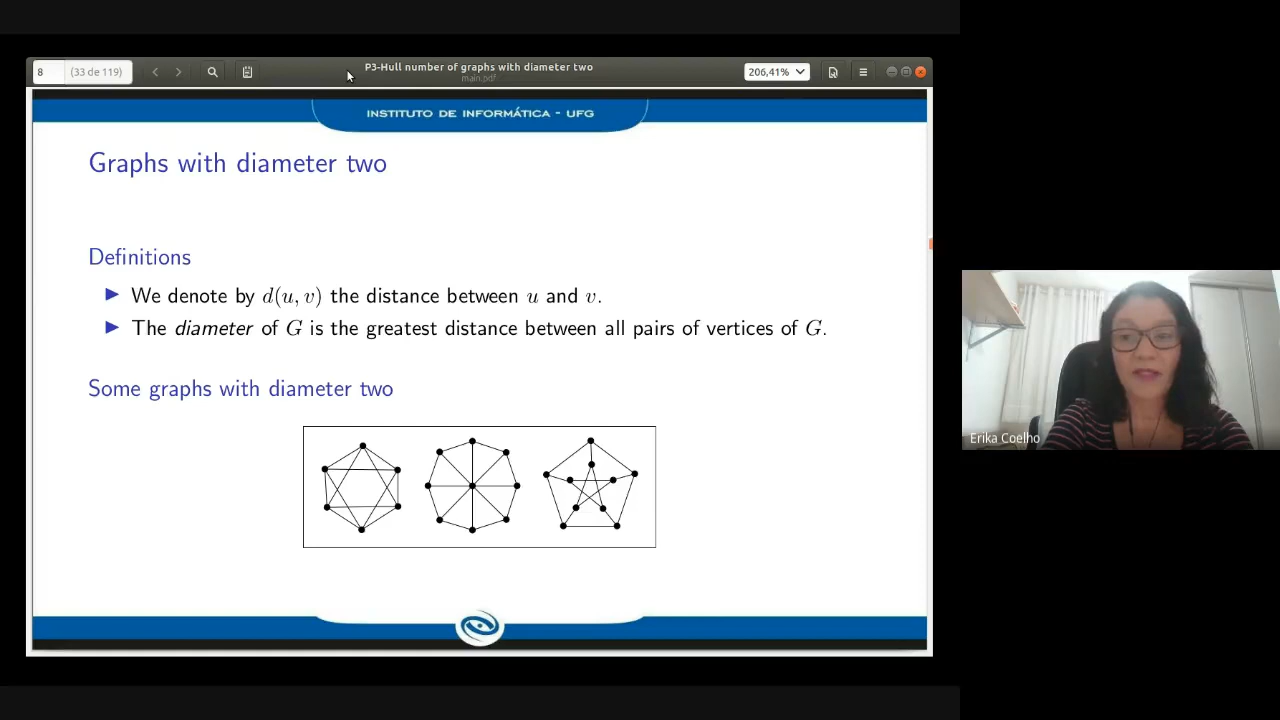 8 (33 de 119)
P3-Hull number of graphs with diameter two
main.pdf
206,41%
INSTITUTO DE INFORMÁTICA - UFG
Graphs with diameter two
Definitions
We denote by d(u, v) the distance between u and v.
The diameter of G is the greatest distance between all pairs of vertices of G.
Some graphs with diameter two
Erika Coelho